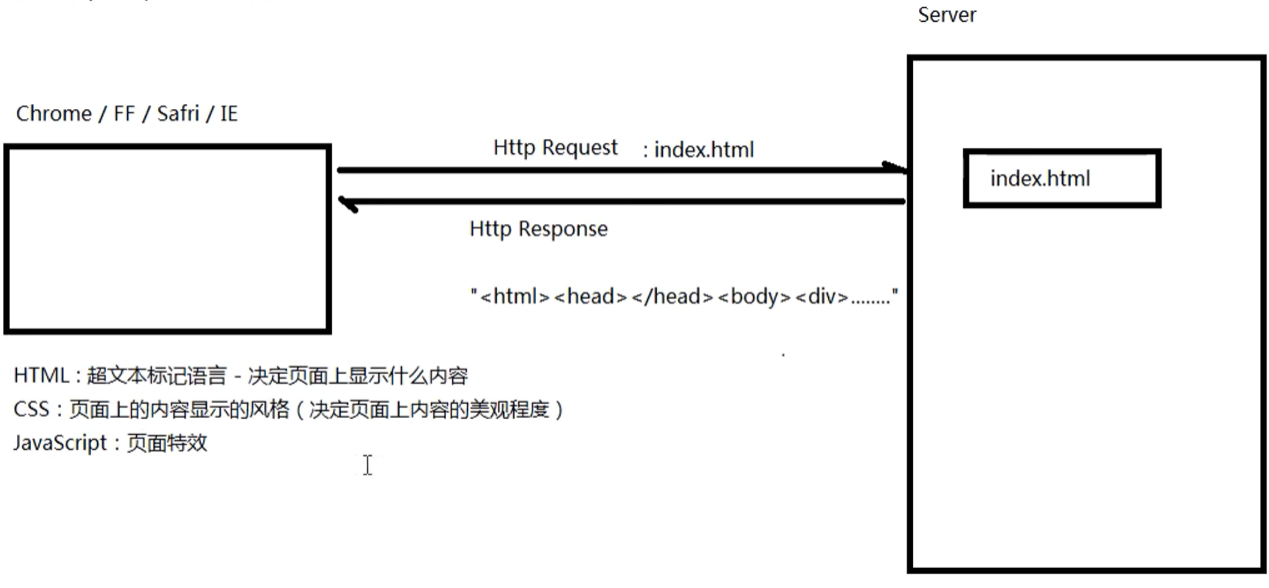 Server
Chrome / FF / Safri / IE
Http Request : index.html
index.html
Http Response
"<html><head></head><body><div>........"
HTML：超文本标记语言 - 决定页面上显示什么内容
CSS：页面上的内容显示的风格（决定页面上内容的美观程度）
JavaScript：页面特效